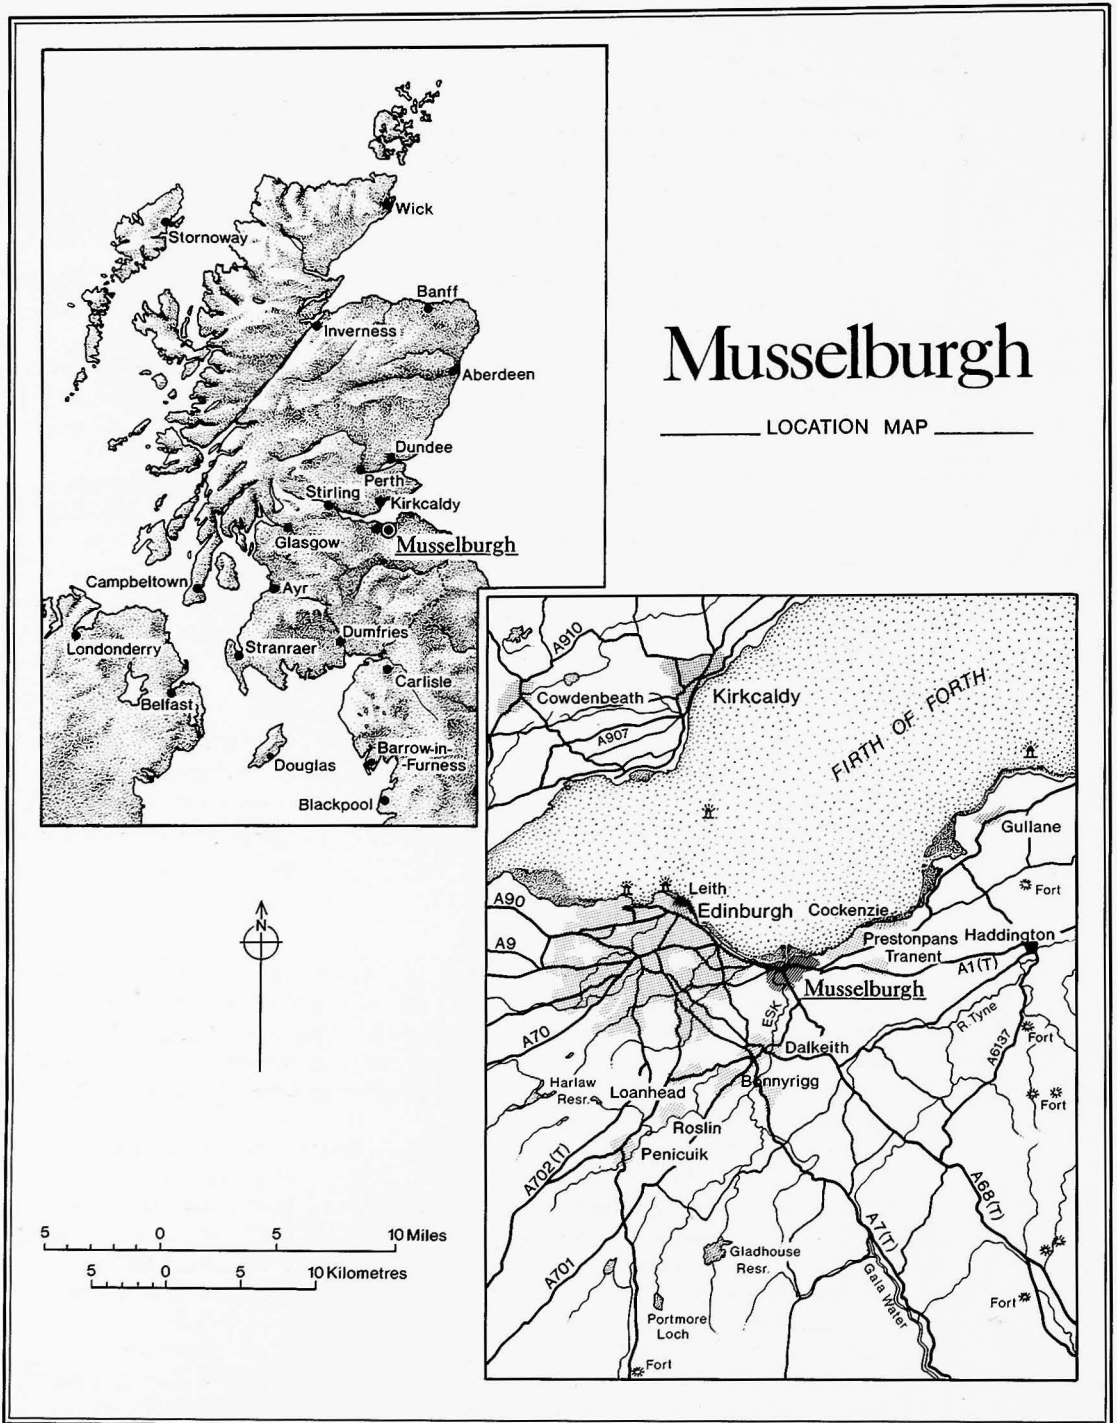 Wick
Stornoway
Banff
Inverness
Aberdeen
Dundee
Perth
Stirling
Kirkcaldy
Glasgow
Musselburgh
Campbeltown
Ayr
Londonderry
Stranraer
Dumfries
Carlisle
Belfast
Douglas
Barrow-in-
-Furness
Blackpool
Musselburgh
LOCATION MAP
A910
Cowdenbeath
Kirkcaldy
A907
FIRTH OF FORTH
Gullane
Fort
Leith
Edinburgh
Cockenzie
A90
A9
Prestonpans
Tranent
Haddington
A1(T)
Musselburgh
ESK
R. Tyne
A70
Dalkeith
A6137
Fort
Harlaw
Resr.
Loanhead
Bonnyrigg
Fort
Roslin
Penicuik
A702(T)
A68(T)
A7(T)
A701
Gladhouse
Resr.
Gala Water
Portmore
Loch
Fort
Fort
N
5 0 5 10 Miles
5 0 5 10 Kilometres